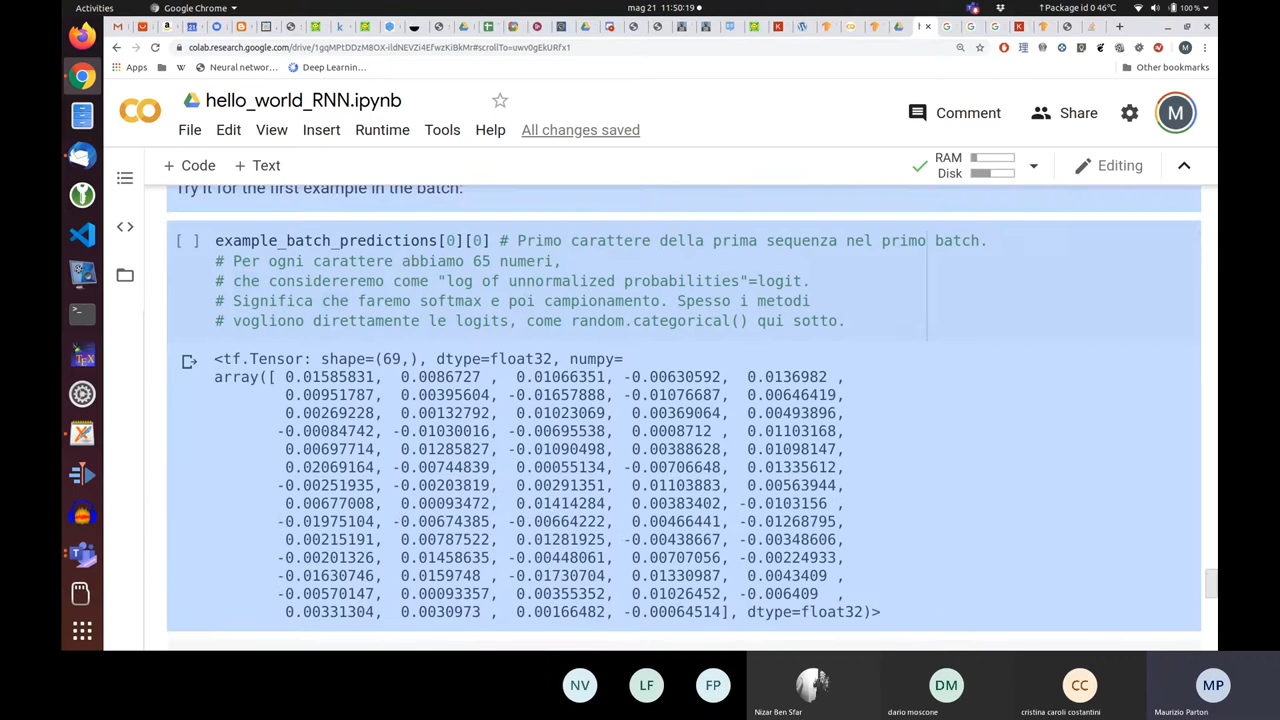 Activities
Google Chrome
mag 21 11:50:19
Package id 0 46°C
100 %
colab.research.google.com/drive/1gqMPtDDzM8OX-ildNEVZi4EfwzKiBkMr#scrollTo=uwv0gEkURfx1
Apps
W
Neural networ...
Deep Learnin...
Other bookmarks
hello_world_RNN.ipynb
Comment
Share
M
File Edit View Insert Runtime Tools Help All changes saved
+ Code + Text
RAM
Disk
Editing
Try it for the first example in the batch:
[ ] example_batch_predictions[0][0] # Primo carattere della prima sequenza nel primo batch.
# Per ogni carattere abbiamo 65 numeri,
# che considereremo come "log of unnormalized probabilities"=logit.
# Significa che faremo softmax e poi campionamento. Spesso i metodi
# vogliono direttamente le logits, come random.categorical() qui sotto.
<tf.Tensor: shape=(69,), dtype=float32, numpy=
array([ 0.01585831, 0.0086727 , 0.01066351, -0.00630592, 0.0136982 ,
0.00951787, 0.00395604, -0.01657888, -0.01076687, 0.00646419,
0.00269228, 0.00132792, -0.01023069, 0.00369064, 0.00493896,
-0.00084742, -0.01030016, -0.00695538, 0.0008712 , 0.01103168,
0.00697714, 0.01285827, -0.01090498, 0.00388628, 0.01098147,
0.02069164, -0.00744839, 0.00055134, -0.00706648, 0.01335612,
-0.00251935, -0.00203819, 0.00291351, 0.01103883, 0.00563944,
0.00677008, 0.00093472, 0.01414284, 0.00383402, -0.0103156 ,
-0.01975104, -0.00674385, -0.00664222, 0.00466441, -0.01268795,
0.00215191, 0.00787522, 0.01281925, -0.00438667, -0.00348606,
-0.00201326, 0.01458635, -0.00448061, 0.00707056, -0.00224933,
-0.01630746, 0.0159748 , -0.01730704, 0.01330987, 0.0043409 ,
-0.00570147, 0.00093357, 0.00355352, 0.01026452, -0.006409 ,
0.00331304, 0.0030973 , 0.00166482, -0.00064514], dtype=float32)>
NV
LF
FP
Nizar Ben Sfar
DM
dario moscone
CC
cristina caroli costantini
MP
Maurizio Parton